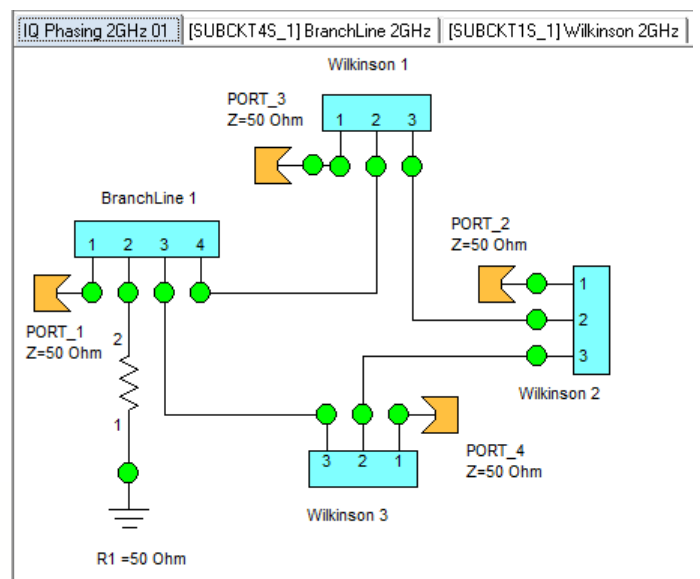 IQ Phasing 2GHz 01
[SUBCKT4S_1] BranchLine 2GHz
[SUBCKT1S_1] Wilkinson 2GHz
Wilkinson 1
PORT_3
Z=50 Ohm
1 2 3
BranchLine 1
1 2 3 4
PORT_1
Z=50 Ohm
PORT_2
Z=50 Ohm
1
2
3
Wilkinson 2
2
1
R1 =50 Ohm
3 2 1
Wilkinson 3
PORT_4
Z=50 Ohm